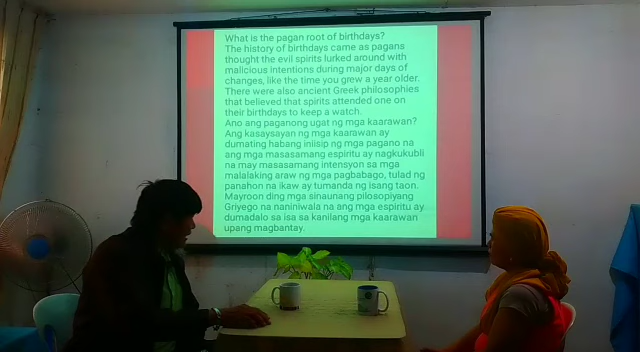 What is the pagan root of birthdays?
The history of birthdays came as pagans
thought the evil spirits lurked around with
malicious intentions during major days of
changes, like the time you grew a year older.
There were also ancient Greek philosophies
that believed that spirits attended one on
their birthdays to keep a watch.
Ano ang paganong ugat ng mga kaarawan?
Ang kasaysayan ng mga kaarawan ay
dumating habang iniisip ng mga pagano na
ang mga masasamang espiritu ay nagkukubli
na may masasamang intensyon sa mga
malalaking araw ng mga pagbabago, tulad ng
panahon na ikaw ay tumanda ng isang taon.
Mayroon ding mga sinaunang pilosopiyang
Griyego na naniniwala na ang mga espiritu ay
dumadalo sa isa sa kanilang mga kaarawan
upang magbantay.